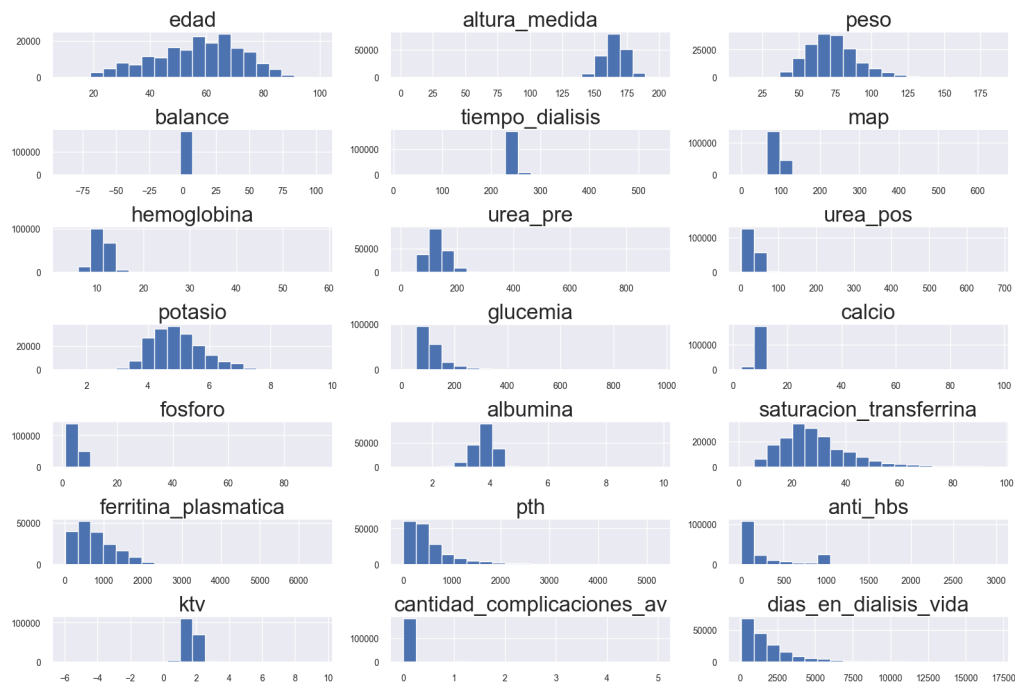 edad
altura_medida
peso
20000
0
20 40 60 80 100
50000
0
0 25 50 75 100 125 150 175 200
25000
0
25 50 75 100 125 150 175
balance
tiempo_dialisis
map
100000
0
−75 −50 −25 0 25 50 75 100
100000
0
0 100 200 300 400 500
100000
0
0 100 200 300 400 500 600
hemoglobina
urea_pre
urea_pos
100000
0
10 20 30 40 50 60
50000
0
0 200 400 600 800
100000
0
0 100 200 300 400 500 600 700
potasio
glucemia
calcio
20000
0
2 4 6 8 10
100000
0
0 200 400 600 800 1000
100000
0
0 20 40 60 80 100
fosforo
albumina
saturacion_transferrina
100000
0
0 20 40 60 80
50000
0
2 4 6 8 10
20000
0
0 20 40 60 80 100
ferritina_plasmatica
pth
anti_hbs
50000
0
0 1000 2000 3000 4000 5000 6000
50000
0
0 1000 2000 3000 4000 5000
100000
0
0 500 1000 1500 2000 2500 3000
ktv
cantidad_complicaciones_av
dias_en_dialisis_vida
100000
0
−6 −4 −2 0 2 4 6 8 10
100000
0
0 1 2 3 4 5
50000
0
0 2500 5000 7500 10000 12500 15000 17500